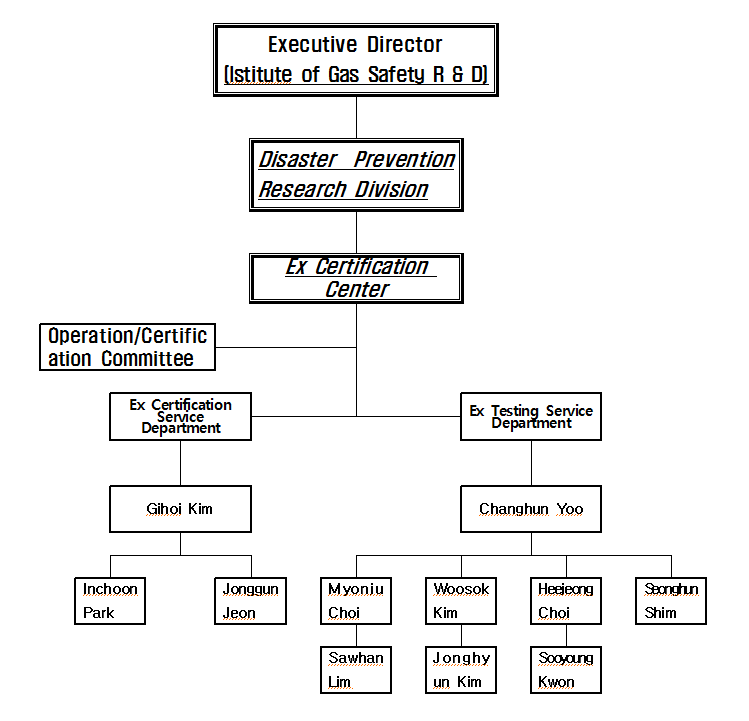 Executive Director
(Istitute of Gas Safety R & D)
Disaster Prevention
Research Division
Ex Certification
Center
Operation/Certific
ation Committee
Ex Certification
Service
Department
Ex Testing Service
Department
Gihoi Kim
Changhun Yoo
Inchoon
Park
Jonggun
Jeon
Myoniu
Choi
Woosok
Kim
Heejeong
Choi
Seonghun
Shim
Sawhan
Lim
Jonghy
un Kim
Sooyoung
Kwon